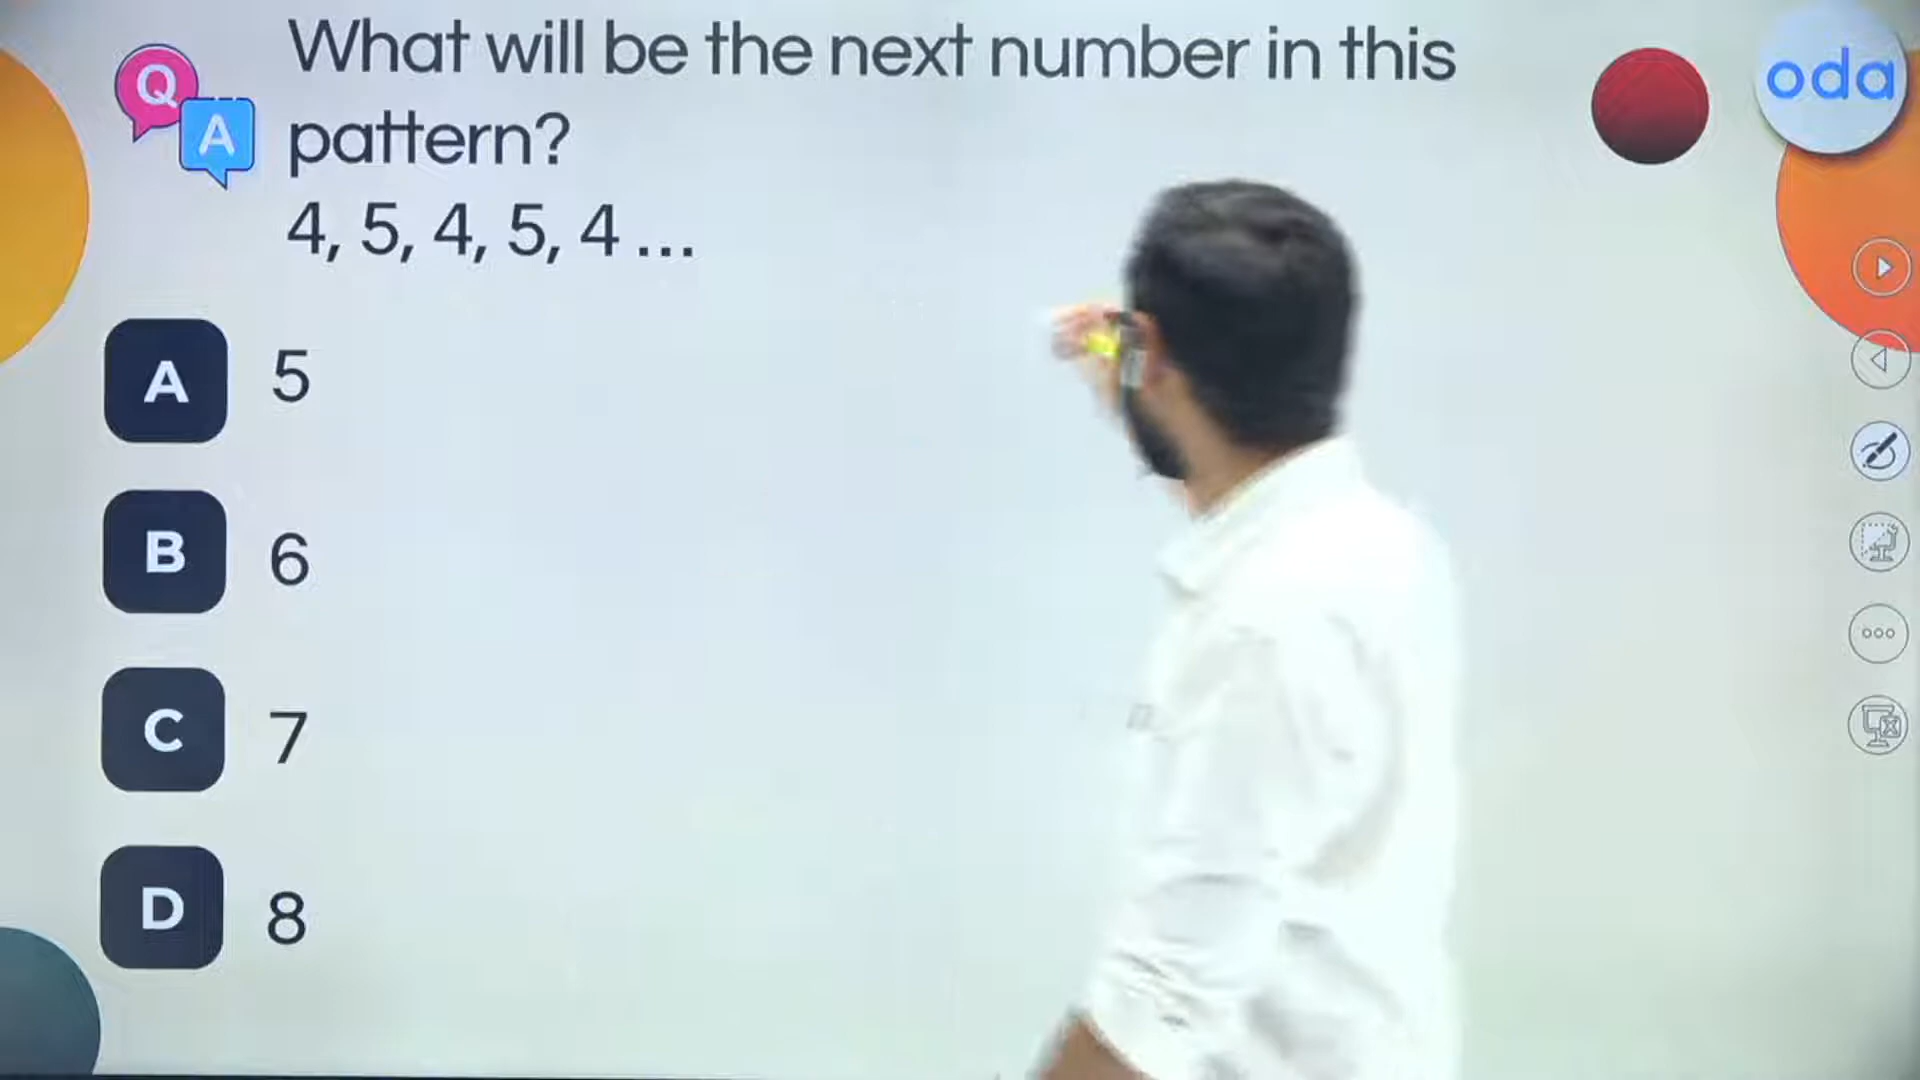 What will be the next number in this
pattern?
4, 5, 4, 5, 4 ...
Q
A
oda
A 5
B 6
C 7
D 8